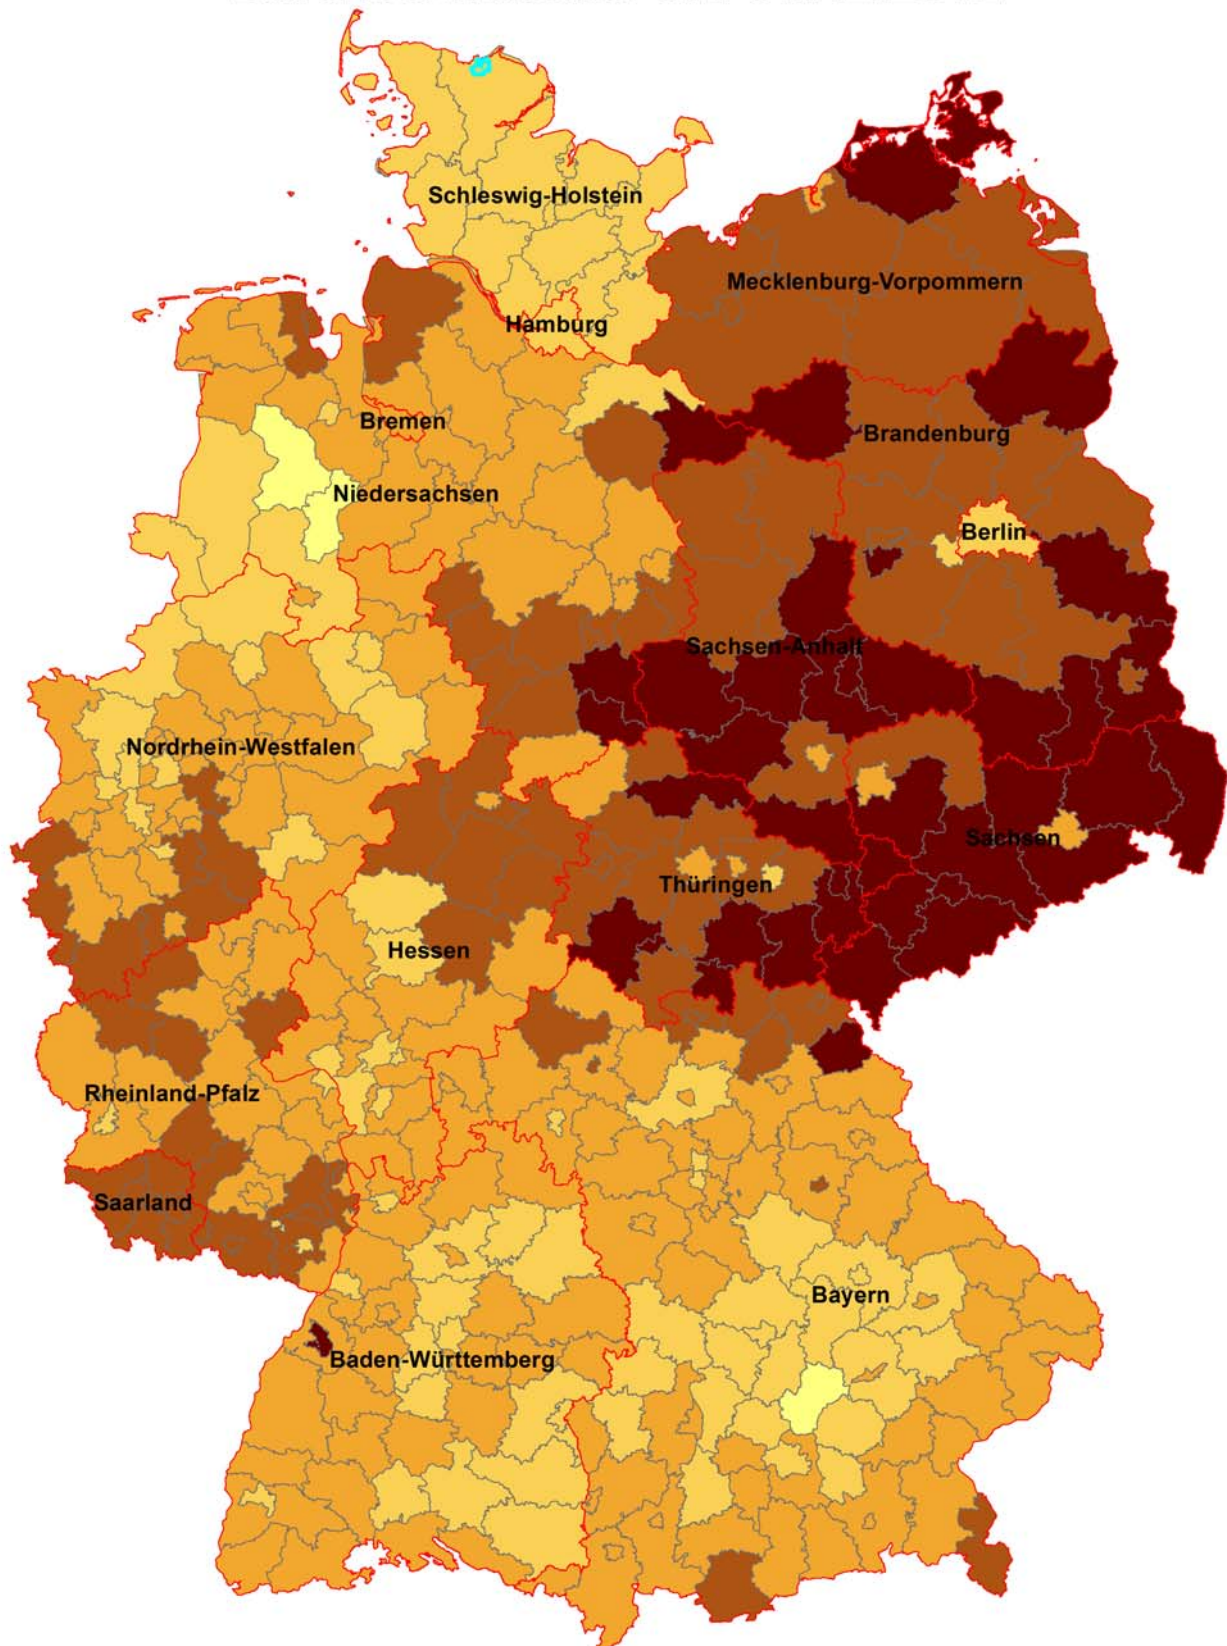 Schleswig-Holstein
Mecklenburg-Vorpommern
Hamburg
Bremen
Brandenburg
Niedersachsen
Berlin
Sachsen-Anhalt
Nordrhein-Westfalen
Sachsen
Thüringen
Hessen
Rheinland-Pfalz
Saarland
Bayern
Baden-Württemberg